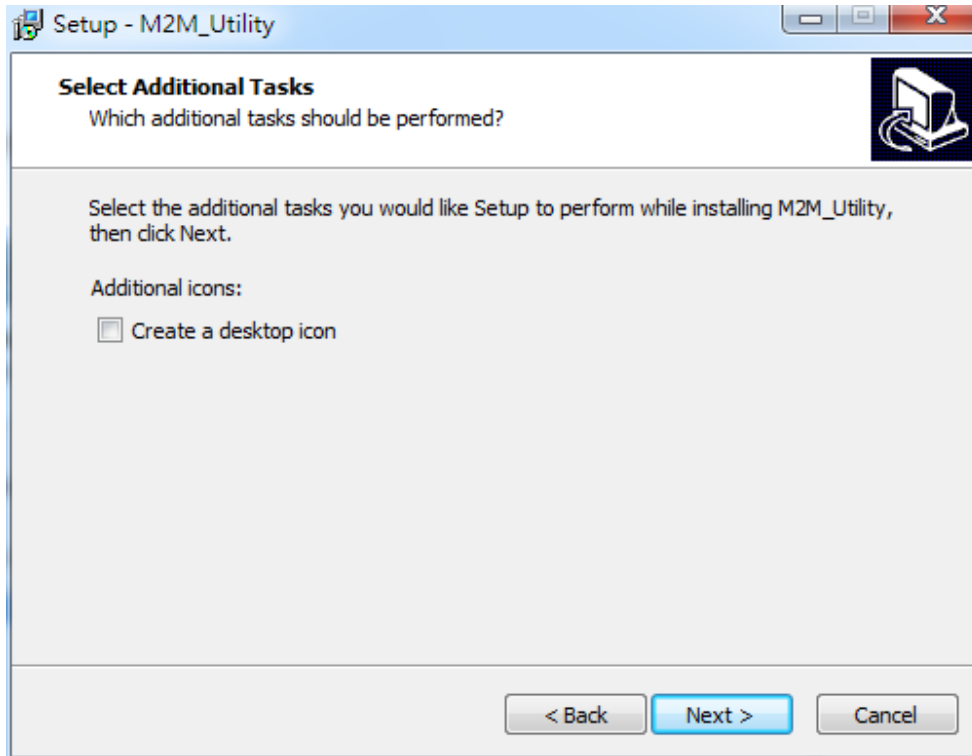 Setup - M2M_Utility
Select Additional Tasks
Which additional tasks should be performed?
Select the additional tasks you would like Setup to perform while installing M2M_Utility,
then click Next.
Additional icons:
Create a desktop icon
< Back
Next >
Cancel